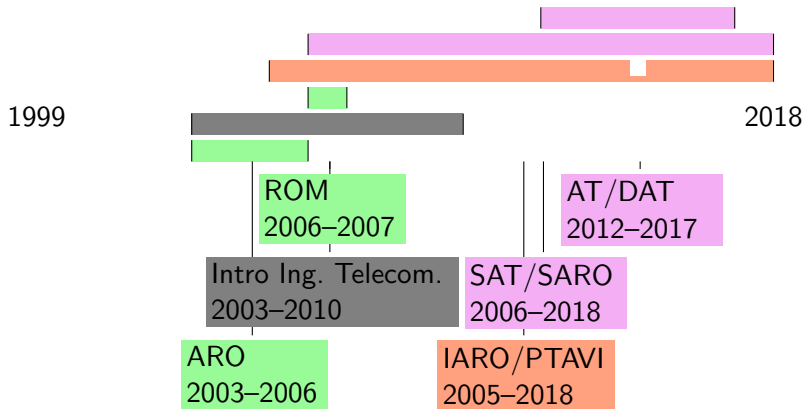 1999
2018
ROM
2006–2007
AT/DAT
2012–2017
Intro Ing. Telecom.
2003–2010
SAT/SARO
2006–2018
ARO
2003–2006
IARO/PTAVI
2005–2018